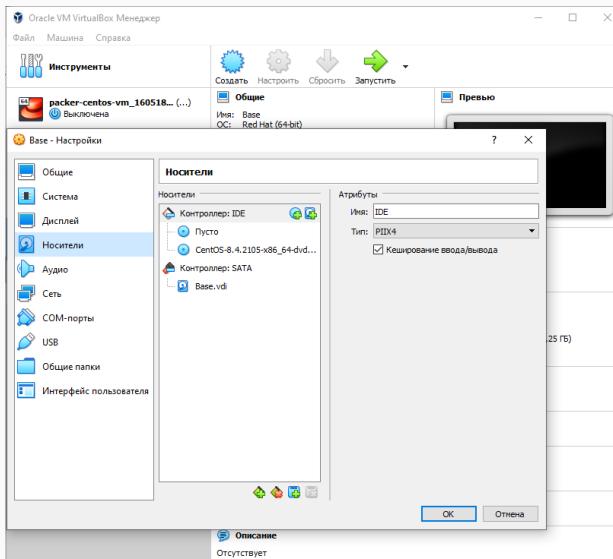 Oracle VM VirtualBox Менеджер
Файл Машина Справка
Инструменты
Создать Настроить Сбросить Запустить
packer-centos-vm_160518... (...)
Выключена
Общие
Имя: Base
ОС: Red Hat (64-bit)
Превью
Base - Настройки
Общие
Система
Дисплей
Носители
Аудио
Сеть
COM-порты
USB
Общие папки
Интерфейс пользователя
Носители
Носители
Контроллер: IDE
Пусто
CentOS-8.4.2105-x86_64-dvd...
Контроллер: SATA
Base.vdi
Атрибуты
Имя: IDE
Тип: PIIX4
Кеширование ввода/вывода
,25 ГБ)
OK Отмена
Описание
Отсутствует